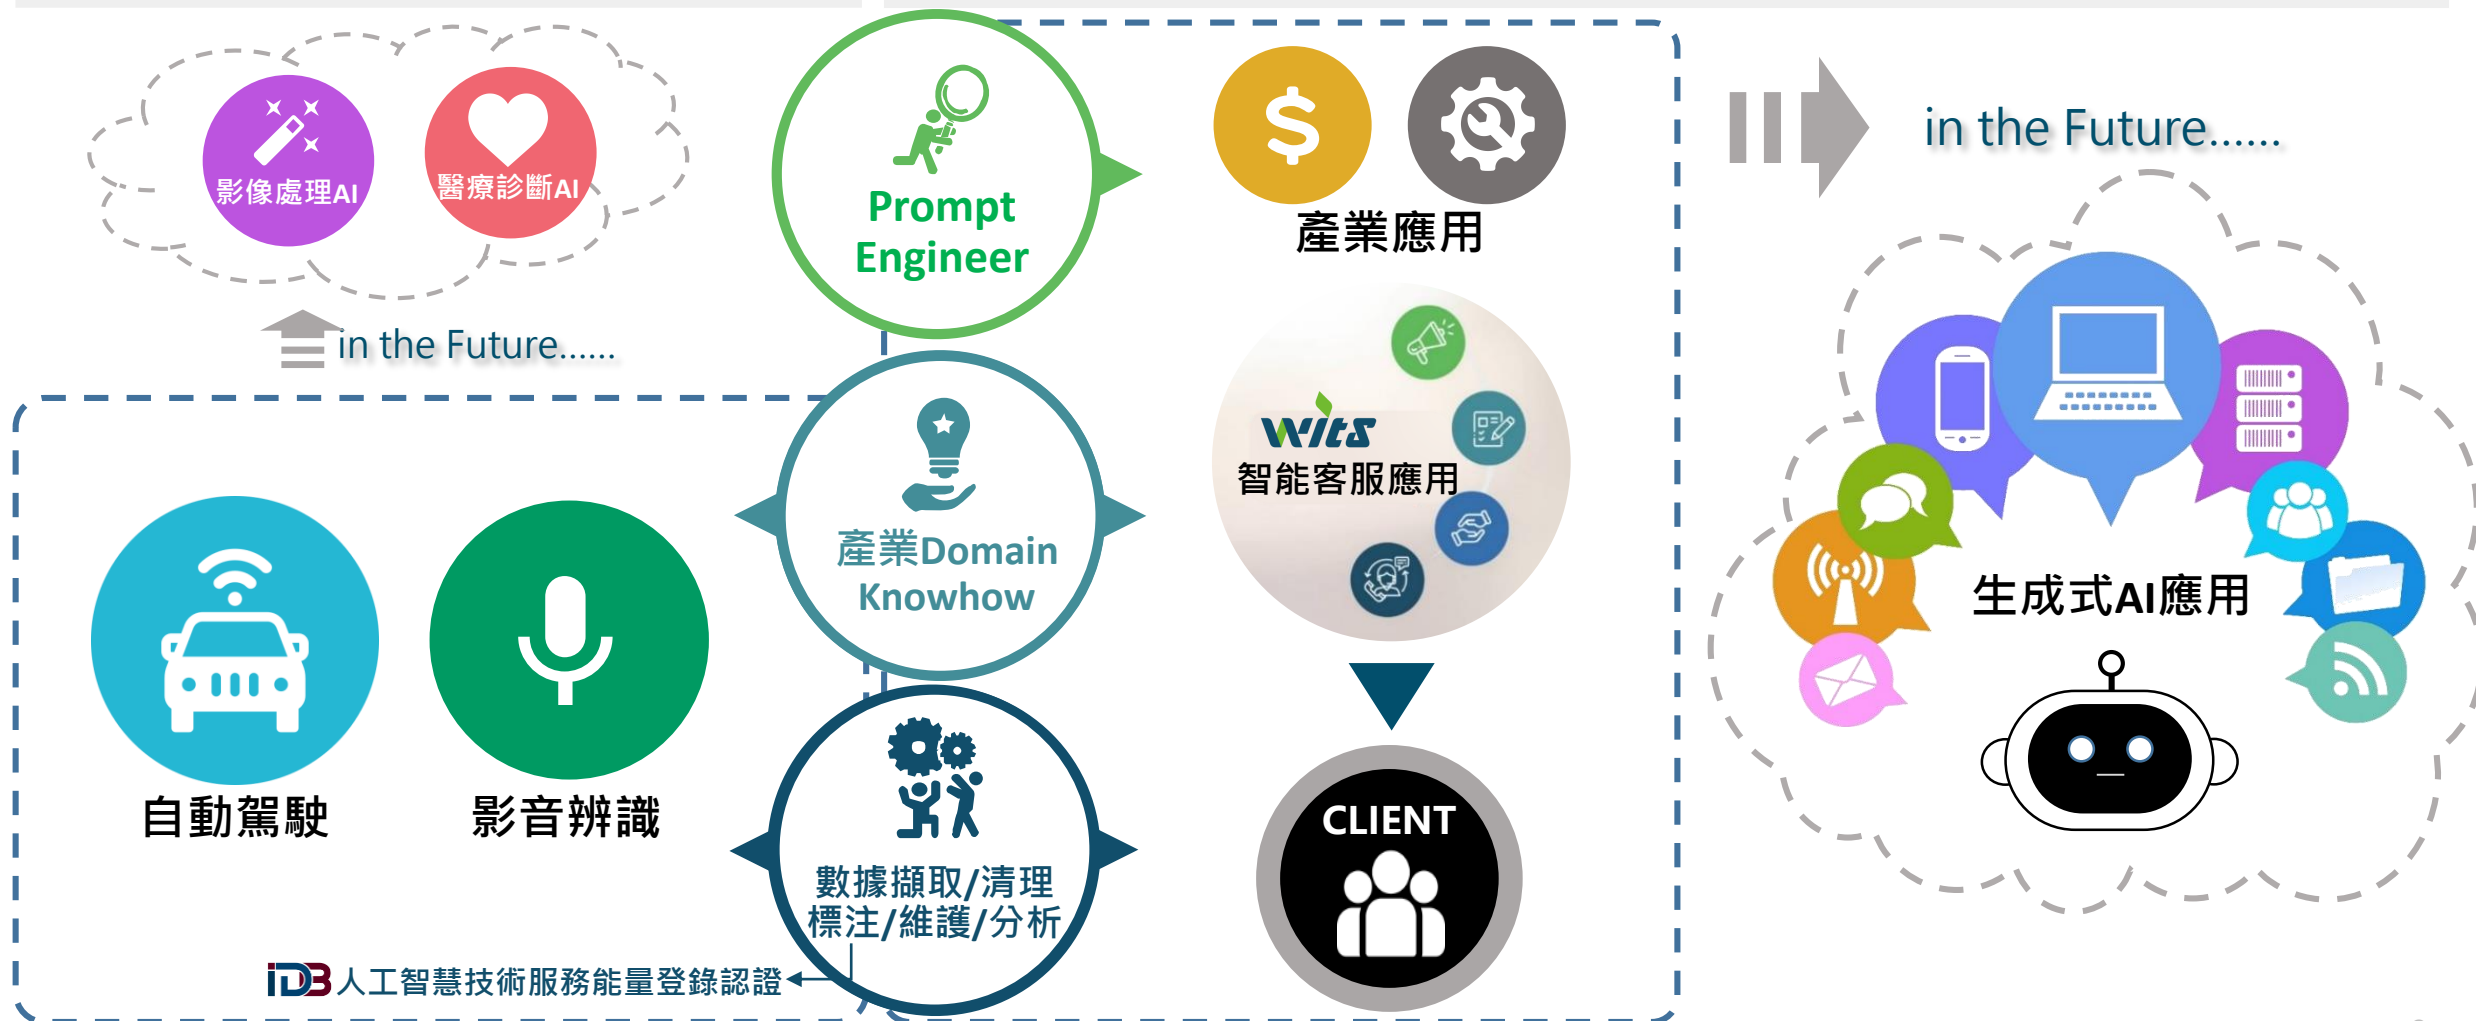 影像處理AI
醫療診斷AI
in the Future......
自動駕駛
影音辨識
Prompt
Engineer
產業Domain
Knowhow
數據擷取/清理
標注/維護/分析
iDB人工智慧技術服務能量登錄認證
產業應用
wits
智能客服應用
CLIENT
in the Future......
生成式AI應用